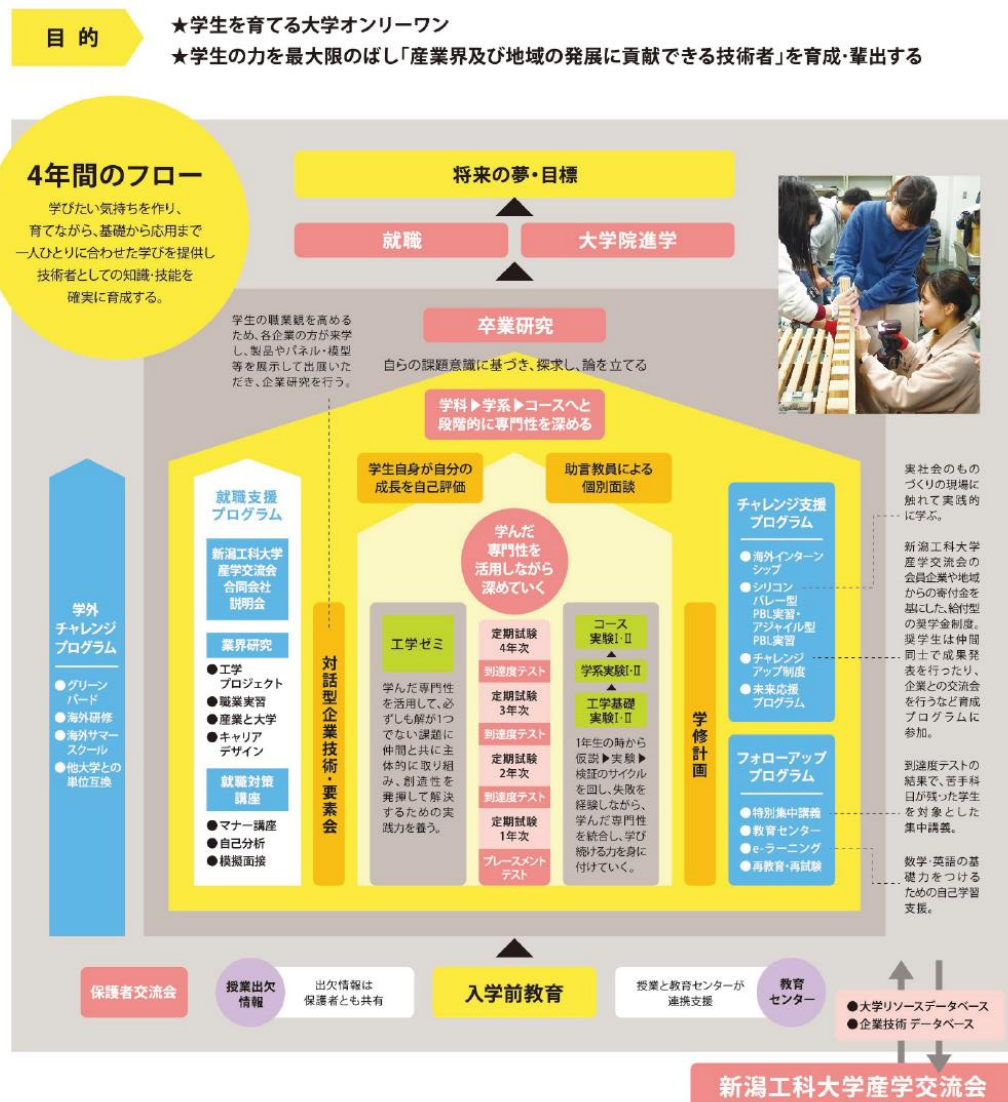 目 的
★学生を育てる大学オンリーワン
★学生の力を最大限のばし「産業界及び地域の発展に貢献できる技術者」を育成・輩出する
4年間のフロー
学びたい気持ちを作り、
育てながら、基礎から応用まで
一人ひとりに合わせた学びを提供し
技術者としての知識・技能を
確実に育成する。
将来の夢・目標
就職
大学院進学
卒業研究
自らの課題意識に基づき、探求し、論を立てる
学生の職業観を高める
ため、各企業の方が来学
し、製品やパネル・模型
等を展示して出展いた
だき、企業研究を行う。
学科▶学系▶コースへと
段階的に専門性を深める
学生自身が自分の
成長を自己評価
助言教員による
個別面談
学外
チャレンジ
プログラム
●グリーン
バード
●海外研修
●海外サマー
スクール
●他大学との
単位互換
就職支援
プログラム
新潟工科大学
産学交流会
合同会社
説明会
業界研究
●工学
プロジェクト
●職業実習
●産業と大学
●キャリア
デザイン
就職対策
講座
●マナー講座
●自己分析
●模擬面接
対話型企業技術・要素会
工学ゼミ
学んだ専門性
を活用して、必
ずしも解が1つ
でない課題に
仲間と共に主
体的に取り組
み、創造性を
発揮して解決
するための実
践力を養う。
学んだ
専門性を
活用しながら
深めていく
定期試験
4年次
到達度テスト
定期試験
3年次
到達度テスト
定期試験
2年次
到達度テスト
定期試験
1年次
プレースメント
テスト
コース
実験I・II
学系実験I・II
工学基礎
実験I・II
1年生の時から
仮説▶実験▶
検証のサイクル
を回し、失敗を
経験しながら、
学んだ専門性
を統合し、学び
続ける力を身に
付けていく。
学修計画
チャレンジ支援
プログラム
●海外インターン
シップ
●シリコン
バレー型
PBL実習・
アジャイル型
PBL実習
●チャレンジ
アップ制度
●未来応援
プログラム
フォローアップ
プログラム
●特別集中講義
●教育センター
●e-ラーニング
●再教育・再試験
実社会のもの
づくりの現場に
触れて実践的
に学ぶ。
新潟工科大学
産学交流会の
会員企業や地域
からの寄付金を
基にした、給付型
の奨学金制度。
奨学生は仲間
同士で成果発
表を行ったり、
企業との交流会
を行うなど育成
プログラムに
参加。
到達度テストの
結果で、苦手科
目が残った学生
を対象とした
集中講義。
数学・英語の基
礎力をつける
ための自己学習
支援。
保護者交流会
授業出欠
情報
出欠情報は
保護者とも共有
入学前教育
授業と教育センターが
連携支援
教育
センター
●大学リソースデータベース
●企業技術 データベース
新潟工科大学産学交流会